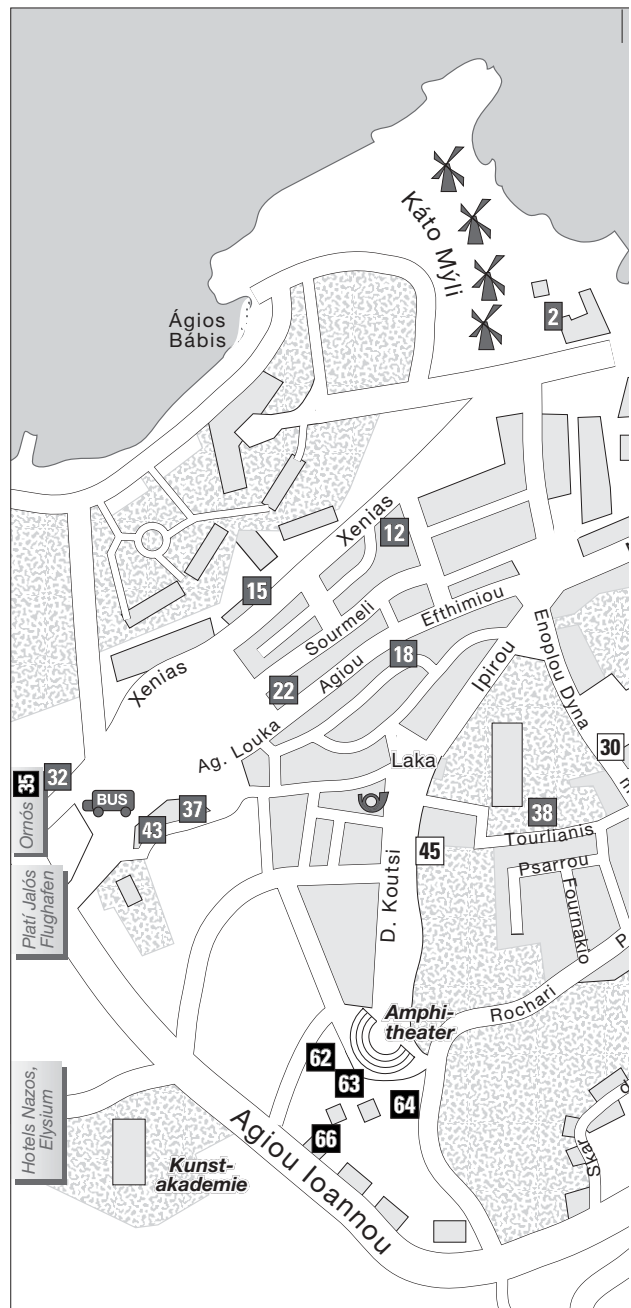 Káto Mýli
2
Ágios
Bábis
Xenias
12
15
Sourmeli
Efthimiou
18
Agiou
22
Xenias
Ipirou
Enoplou Dyna
30
Ag. Louka
Laka
35
Ornós
32
BUS
37
43
38
Tourlianis
45
Psarrou
Fournakio
D. Koutsi
Platí Jalós
Flughafen
Rochari
Amphi-
theater
62
63
64
66
Hotels Nazos,
Elysium
Agiou Ioannou
Kunst-
akademie
Skar